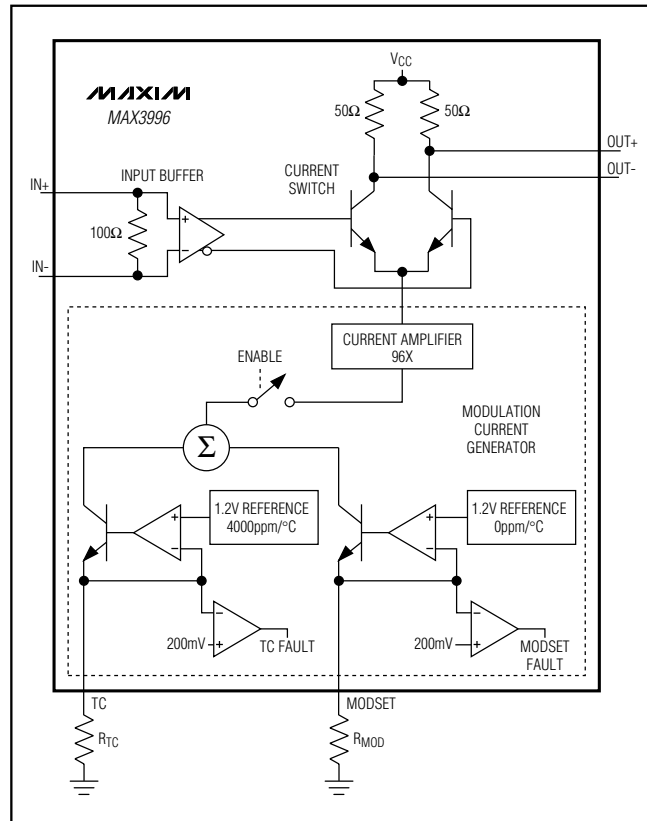 MAXIM
MAX3996
VCC
50Ω
50Ω
OUT+
OUT-
CURRENT
SWITCH
INPUT BUFFER
IN+
100Ω
+
−
IN-
CURRENT AMPLIFIER
96X
ENABLE
MODULATION
CURRENT
GENERATOR
Σ
1.2V REFERENCE
4000ppm/°C
+
−
1.2V REFERENCE
0ppm/°C
+
−
−
200mV
+
TC FAULT
−
200mV
+
MODSET
FAULT
TC
MODSET
RTC
RMOD